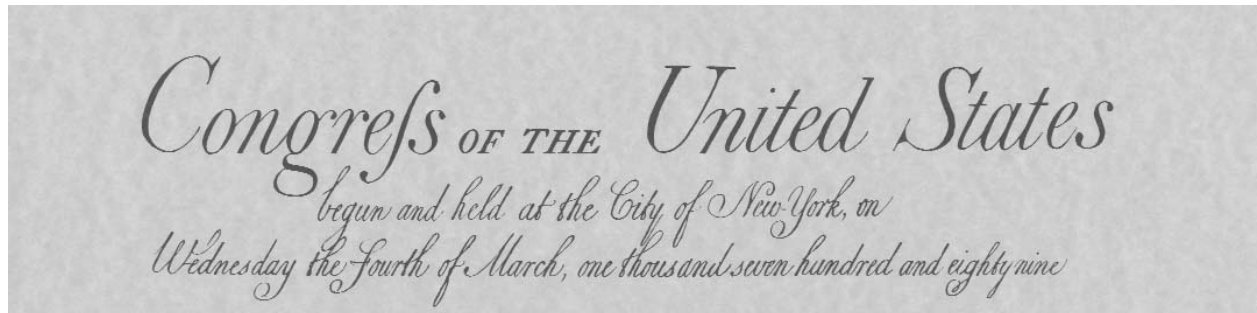 Congreſs OF THE United States
begun and held at the City of New-York, on
Wednesday the fourth of March, one thousand seven hundred and eighty nine